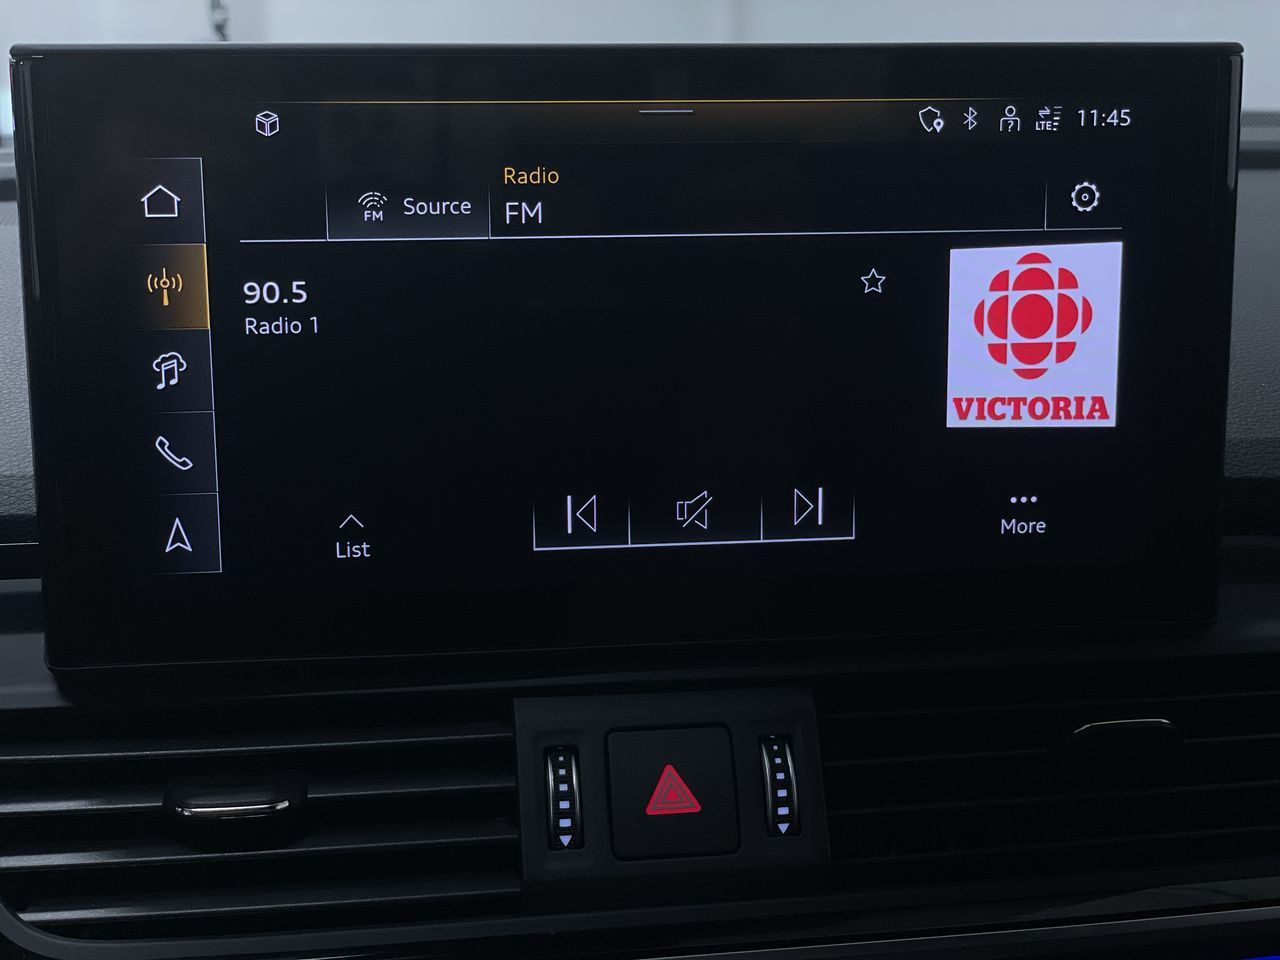 LTE
11:45
Radio
FM
Source
FM
90.5
Radio 1
VICTORIA
List
More